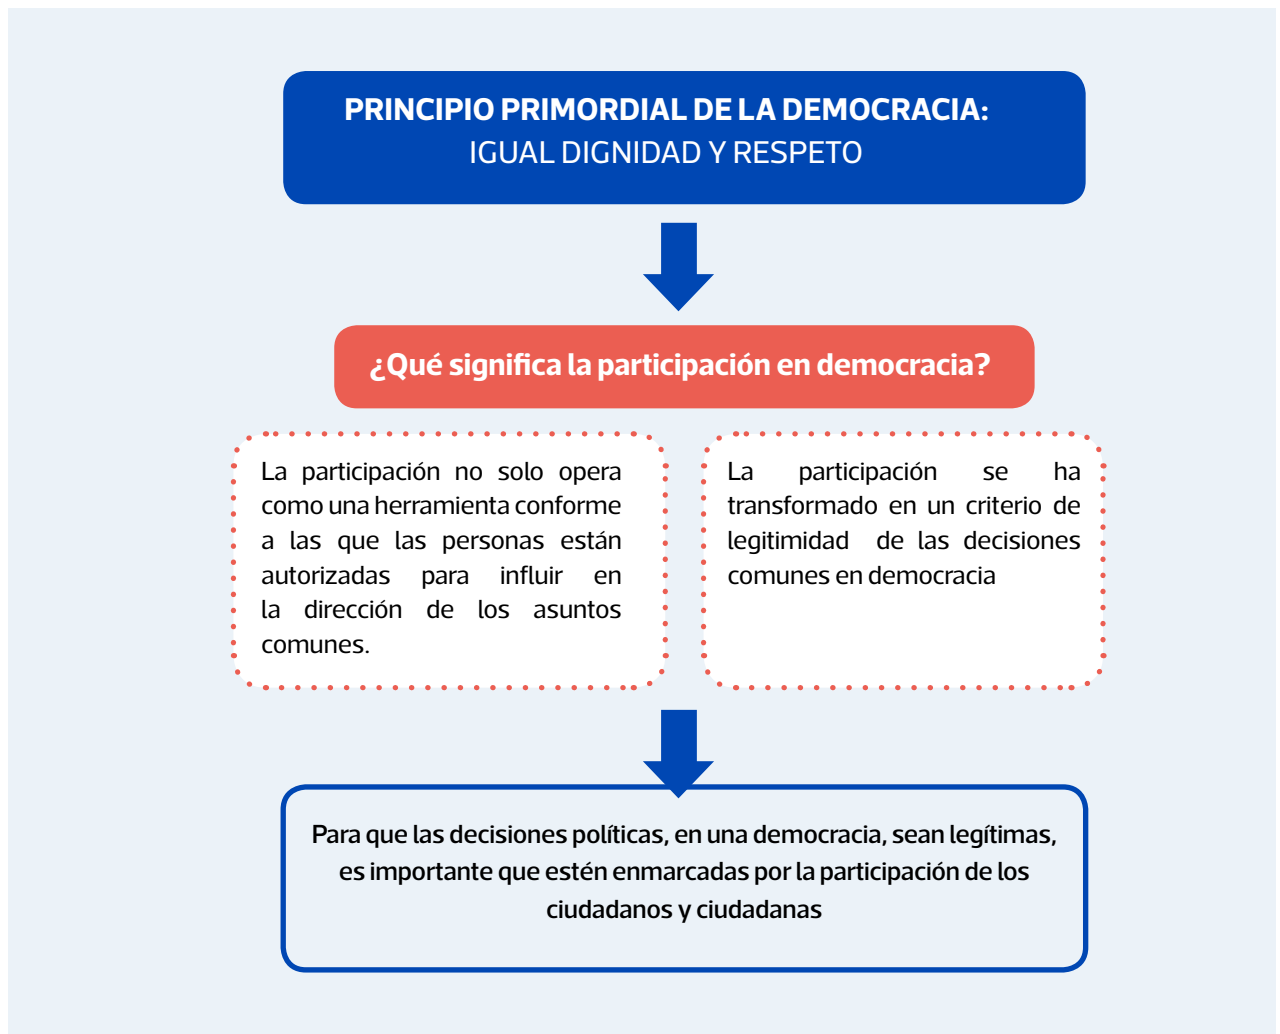 PRINCIPIO PRIMORDIAL DE LA DEMOCRACIA:
IGUAL DIGNIDAD Y RESPETO
¿Qué significa la participación en democracia?
La participación no solo opera
como una herramienta conforme
a las que las personas están
autorizadas para influir en
la dirección de los asuntos
comunes.
La participación se ha
transformado en un criterio de
legitimidad de las decisiones
comunes en democracia
Para que las decisiones políticas, en una democracia, sean legítimas,
es importante que estén enmarcadas por la participación de los
ciudadanos y ciudadanas